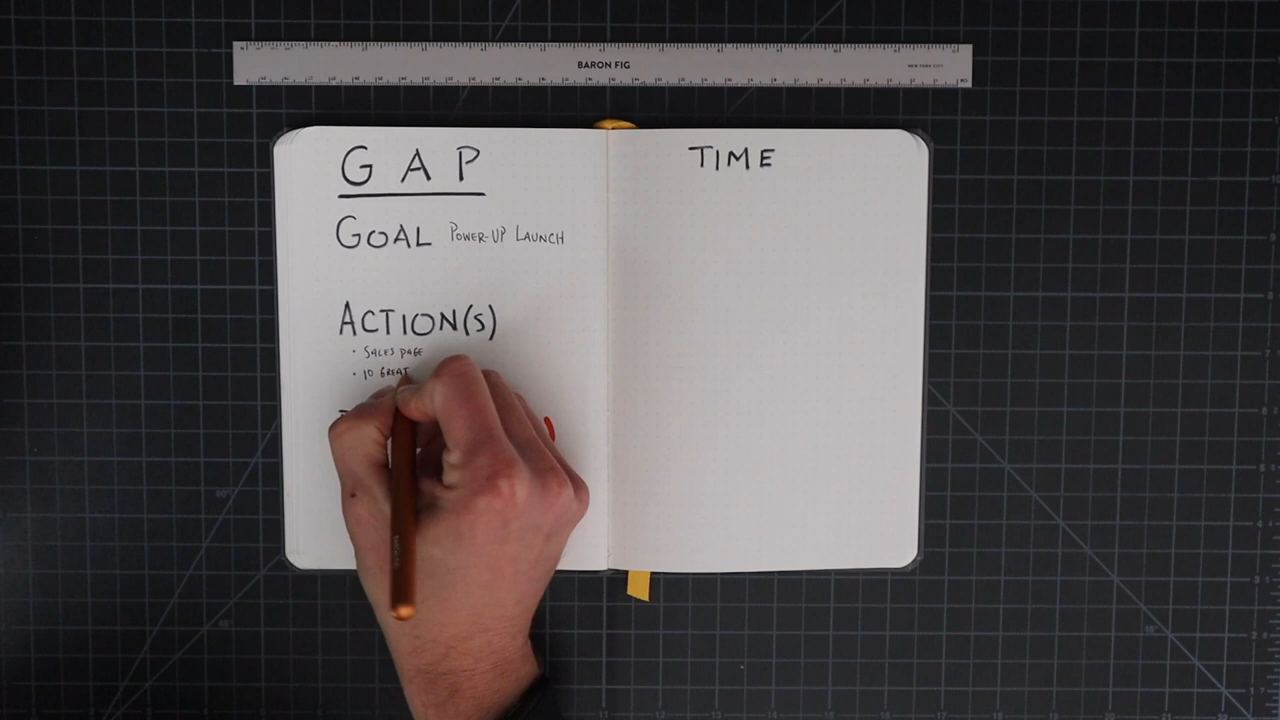 BARON FIG
NEW YORK CITY
GAP
GOAL POWER-UP LAUNCH
ACTION(S)
• SALES PAGE
• 10 GREAT
TIME